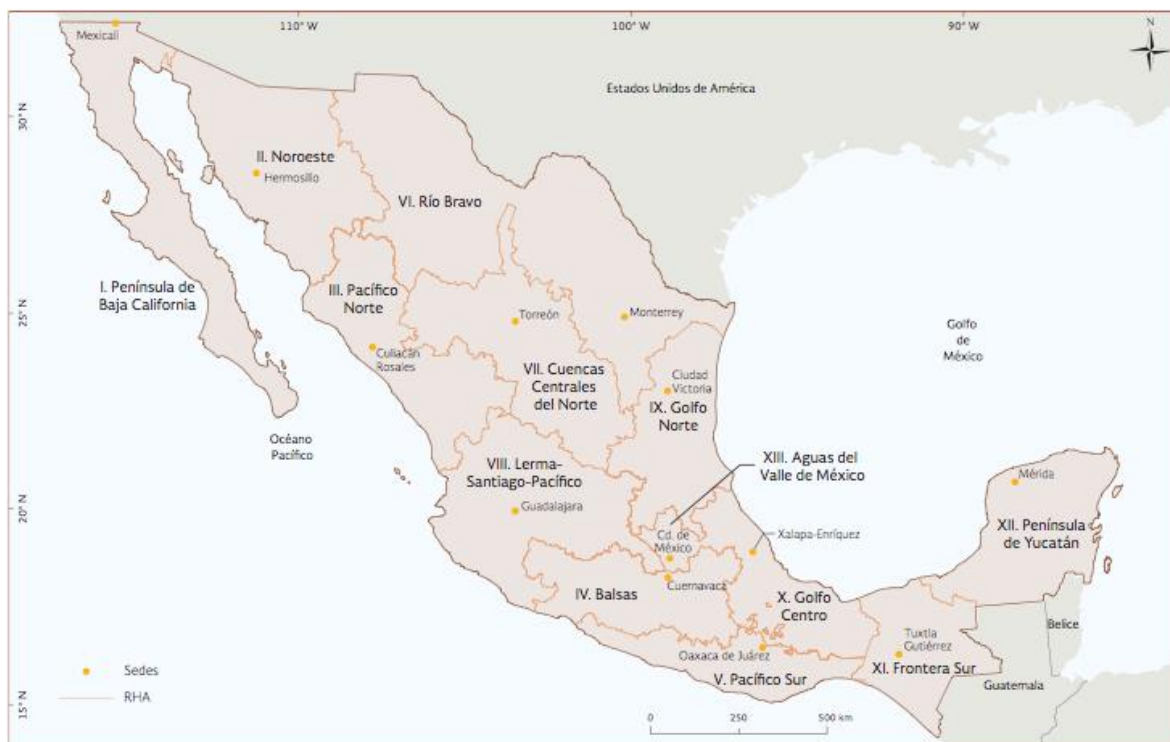 110° W
100° W
90° W
N
Mexicali
Estados Unidos de América
30° N
II. Noroeste
Hermosillo
VI. Río Bravo
I. Península de
Baja California
III. Pacífico
Norte
Torreón
Monterrey
25° N
Golfo
de
México
Culiacán
Rosales
VII. Cuencas
Centrales
del Norte
Ciudad
Victoria
IX. Golfo
Norte
Océano
Pacífico
VIII. Lerma-
Santiago-Pacífico
XIII. Aguas del
Valle de México
Mérida
Guadalajara
20° N
XII. Península
de Yucatán
Cd. de
México
Xalapa-Enríquez
Cuernavaca
IV. Balsas
X. Golfo
Centro
Belice
Tuxtla
Gutiérrez
Oaxaca de Juárez
XI. Frontera Sur
Sedes
V. Pacífico Sur
Guatemala
RHA
15° N
0 250 500 km